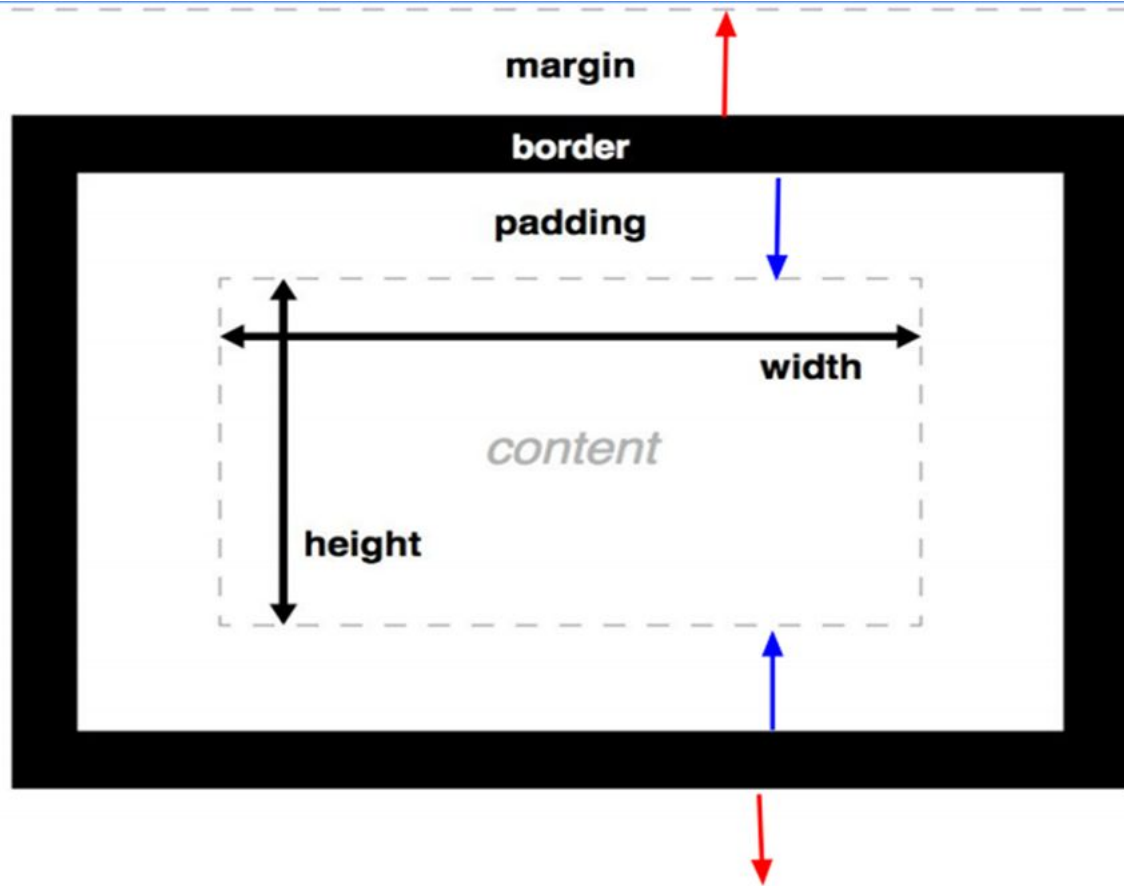 margin
border
padding
width
content
height